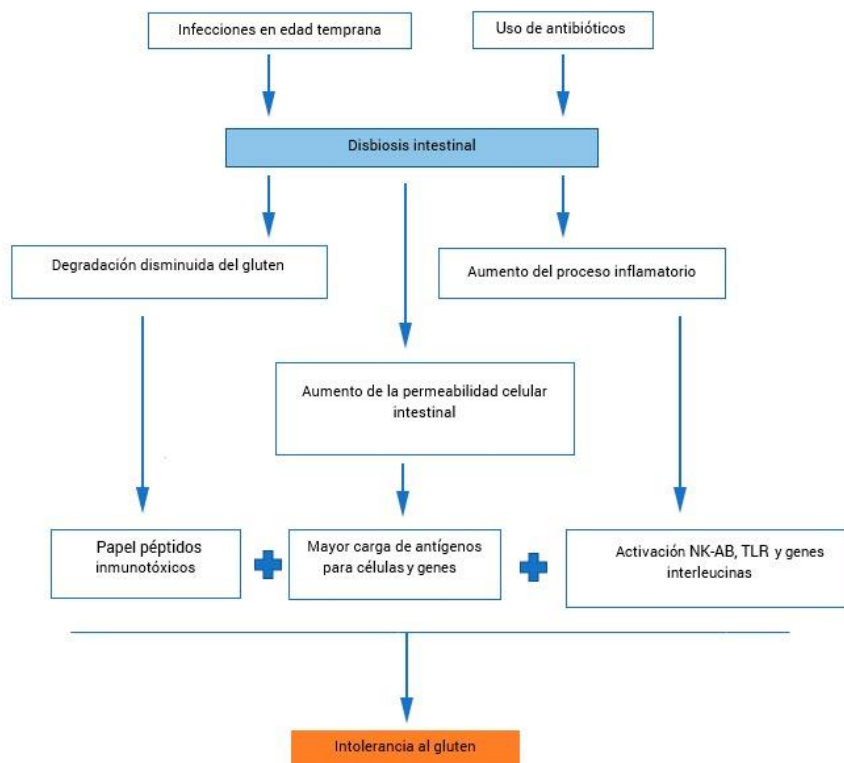 Infecciones en edad temprana
Uso de antibióticos
Disbiosis intestinal
Degradación disminuida del gluten
Aumento del proceso inflamatorio
Aumento de la permeabilidad celular
intestinal
Papel péptidos
inmunotóxicos
Mayor carga de antígenos
para células y genes
Activación NK-AB, TLR y genes
interleucinas
Intolerancia al gluten